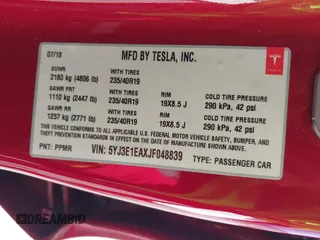 07/18 MFD BY TESLA, INC.
GVWR
2180 kg (4806 lb) WITH TIRES 235/40R19
GAWR FRT
1110 kg (2447 lb) WITH TIRES 235/40R19 RIM 19X8.5 J COLD TIRE PRESSURE 290 kPa, 42 psi
GAWR RR
1257 kg (2771 lb) WITH TIRES 235/40R19 RIM 19X8.5 J COLD TIRE PRESSURE 290 kPa, 42 psi
THIS VEHICLE CONFORMS TO ALL APPLICABLE U.S. FEDERAL MOTOR VEHICLE SAFETY, BUMPER, AND
THEFT PREVENTION STANDARDS IN EFFECT ON THE DATE OF MANUFACTURE SHOWN ABOVE.
PNT: PPMR VIN: 5YJ3E1EAXJF048839 TYPE: PASSENGER CAR
TESLA
DREAMBID